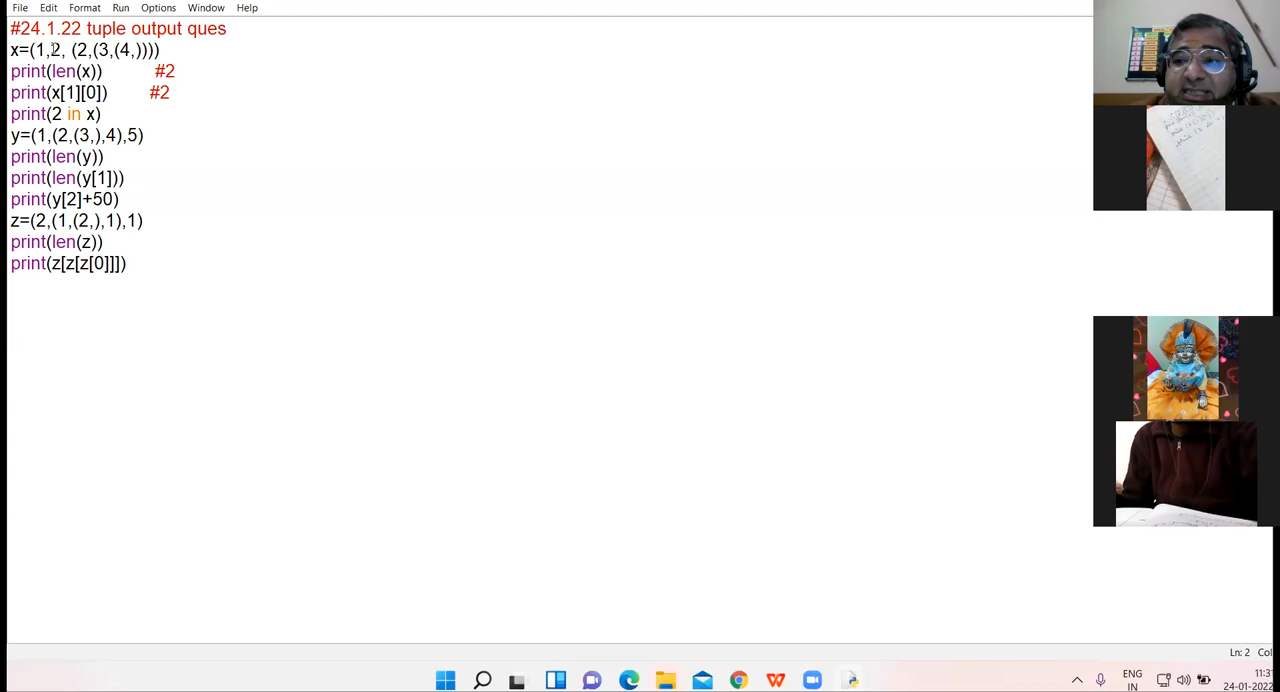 File Edit Format Run Options Window Help
#24.1.22 tuple output ques
x=(1,2, (2,(3,(4,))))
print(len(x)) #2
print(x[1][0]) #2
print(2 in x)
y=(1,(2,(3,),4),5)
print(len(y))
print(len(y[1]))
print(y[2]+50)
z=(2,(1,(2,),1),1)
print(len(z))
print(z[z[z[0]]])
Ln: 2 Col
ENG
IN
11:3
24-01-2022